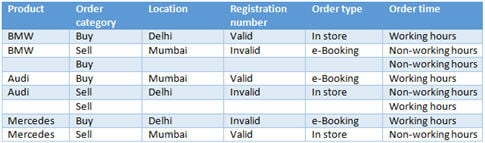 Product Order category Location Registration number Order type Order time
BMW Buy Delhi Valid In store Working hours
BMW Sell Mumbai Invalid e-Booking Non-working hours
Buy Non-working hours
Audi Buy Mumbai Valid e-Booking Working hours
Audi Sell Delhi Invalid In store Non-working hours
Sell Working hours
Mercedes Buy Delhi Invalid e-Booking Working hours
Mercedes Sell Mumbai Valid In store Non-working hours